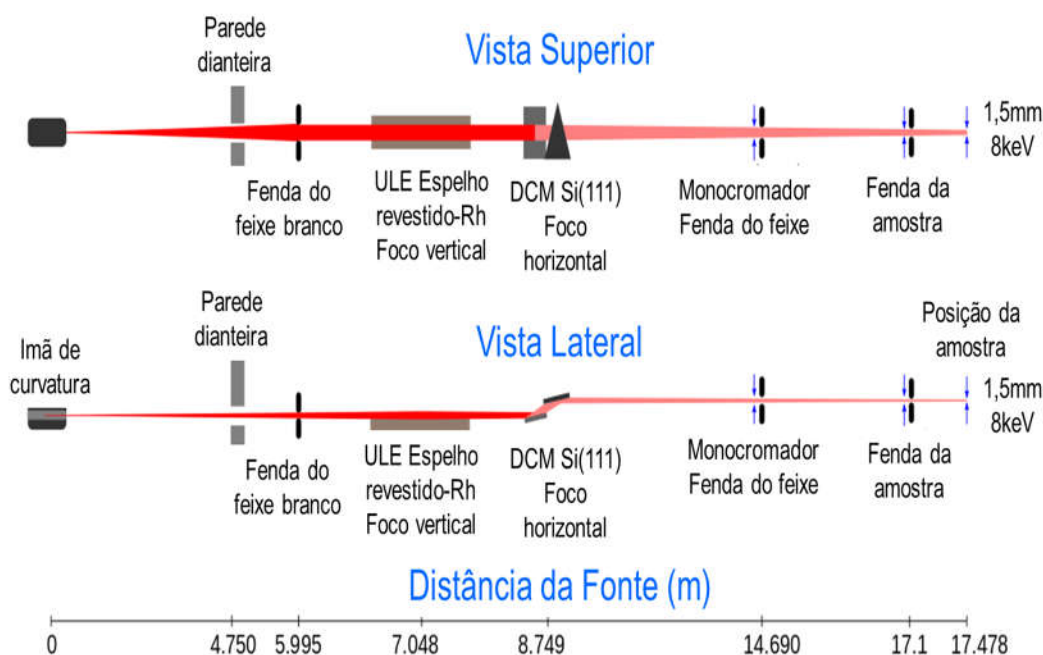 Parede
dianteira
Vista Superior
1,5mm
8keV
Fenda do
feixe branco
ULE Espelho
revestido-Rh
Foco vertical
DCM Si(111)
Foco
horizontal
Monocromador
Fenda do feixe
Fenda da
amostra
Parede
dianteira
Imã de
curvatura
Vista Lateral
Posição da
amostra
1,5mm
8keV
Fenda do
feixe branco
ULE Espelho
revestido-Rh
Foco vertical
DCM Si(111)
Foco
horizontal
Monocromador
Fenda do feixe
Fenda da
amostra
Distância da Fonte (m)
0 4.750 5.995 7.048 8.749 14.690 17.1 17.478